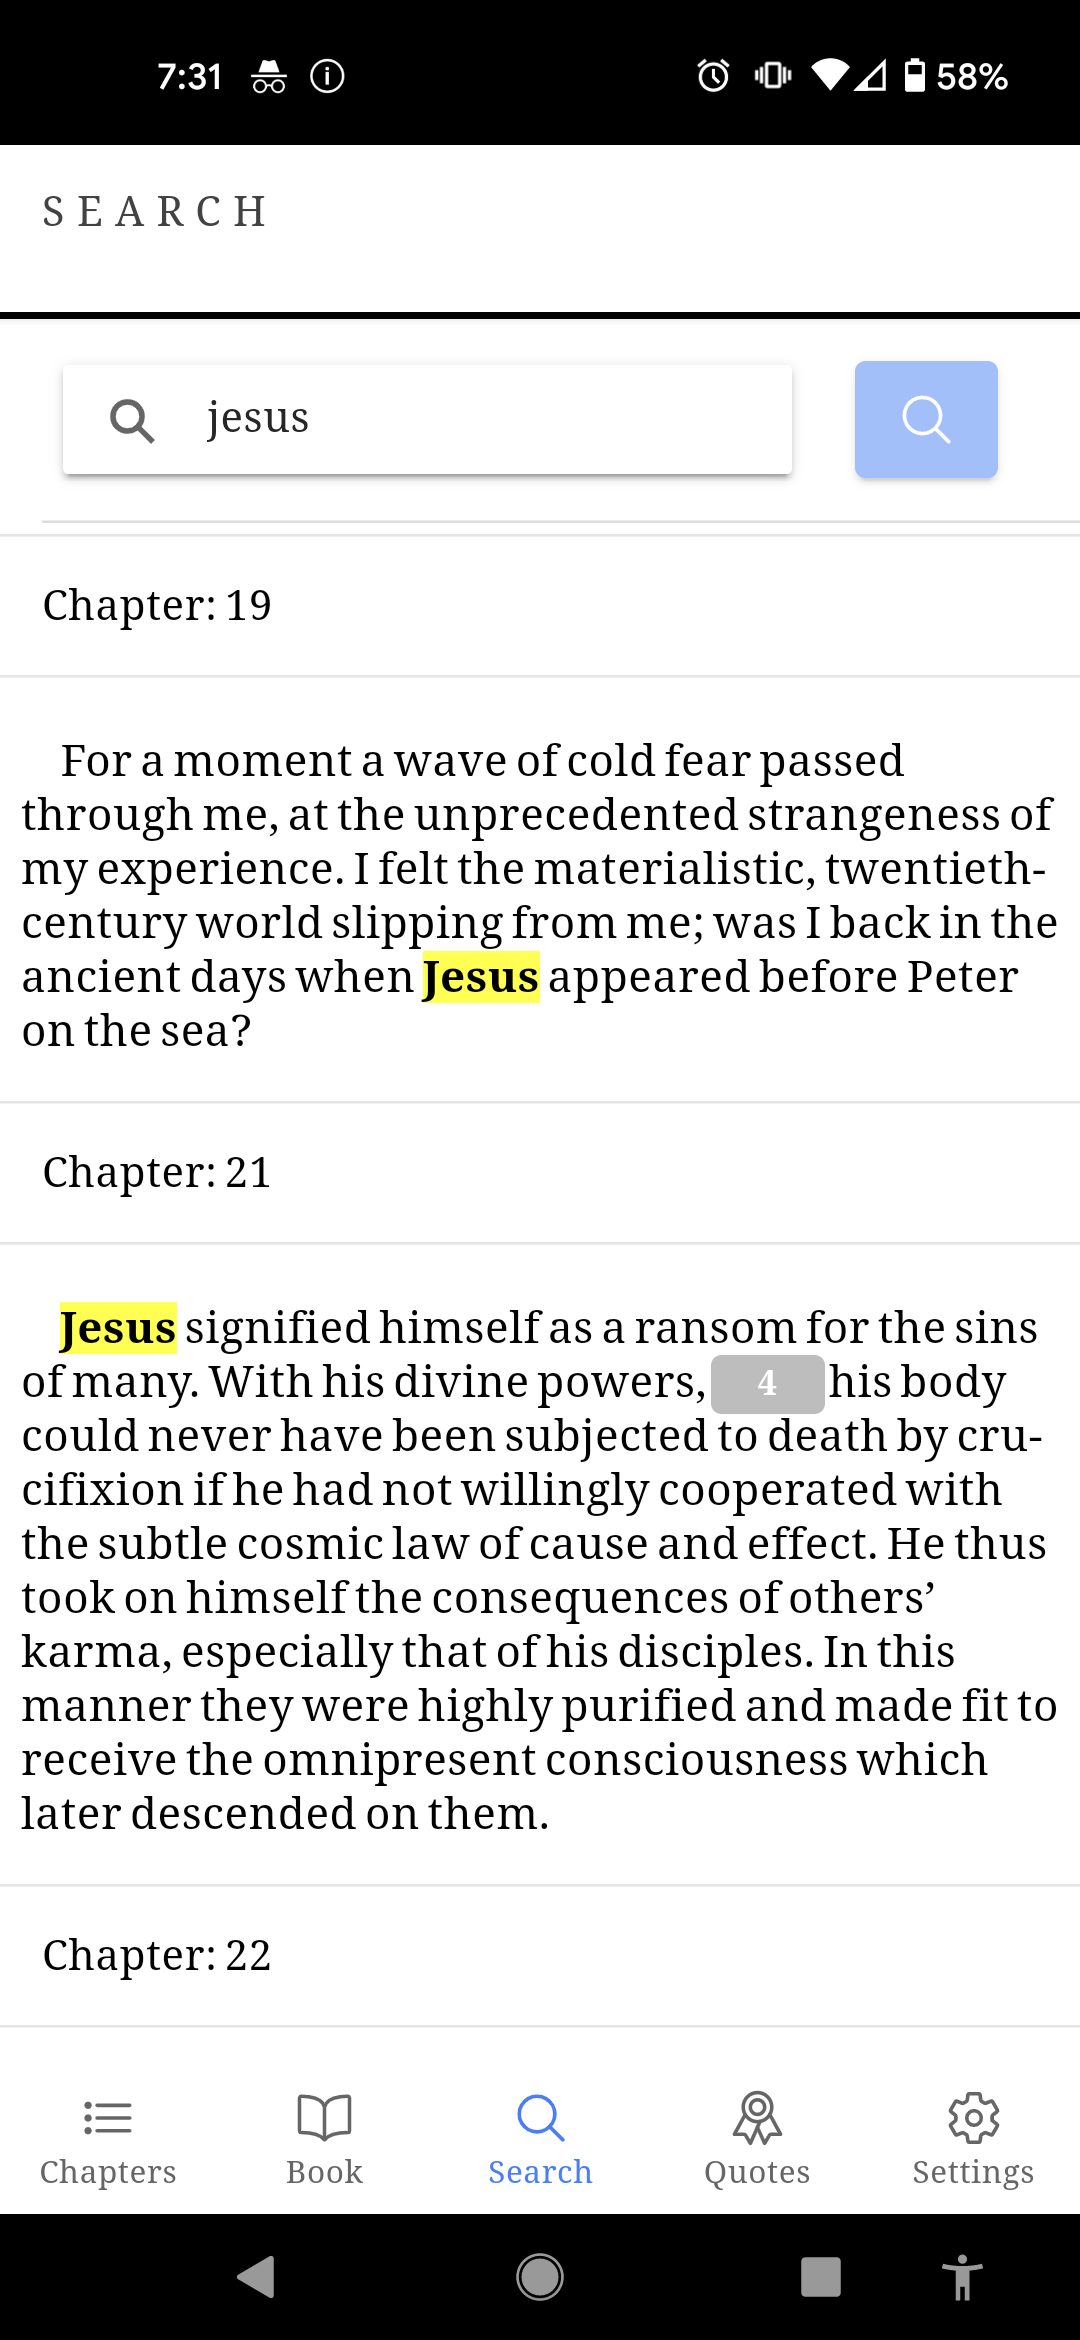 7:31
58%
SEARCH
jesus
Chapter: 19
For a moment a wave of cold fear passed
through me, at the unprecedented strangeness of
my experience. I felt the materialistic, twentieth-
century world slipping from me; was I back in the
ancient days when Jesus appeared before Peter
on the sea?
Chapter: 21
Jesus signified himself as a ransom for the sins
of many. With his divine powers, 4 his body
could never have been subjected to death by cru-
cifixion if he had not willingly cooperated with
the subtle cosmic law of cause and effect. He thus
took on himself the consequences of others’
karma, especially that of his disciples. In this
manner they were highly purified and made fit to
receive the omnipresent consciousness which
later descended on them.
Chapter: 22
Chapters Book Search Quotes Settings